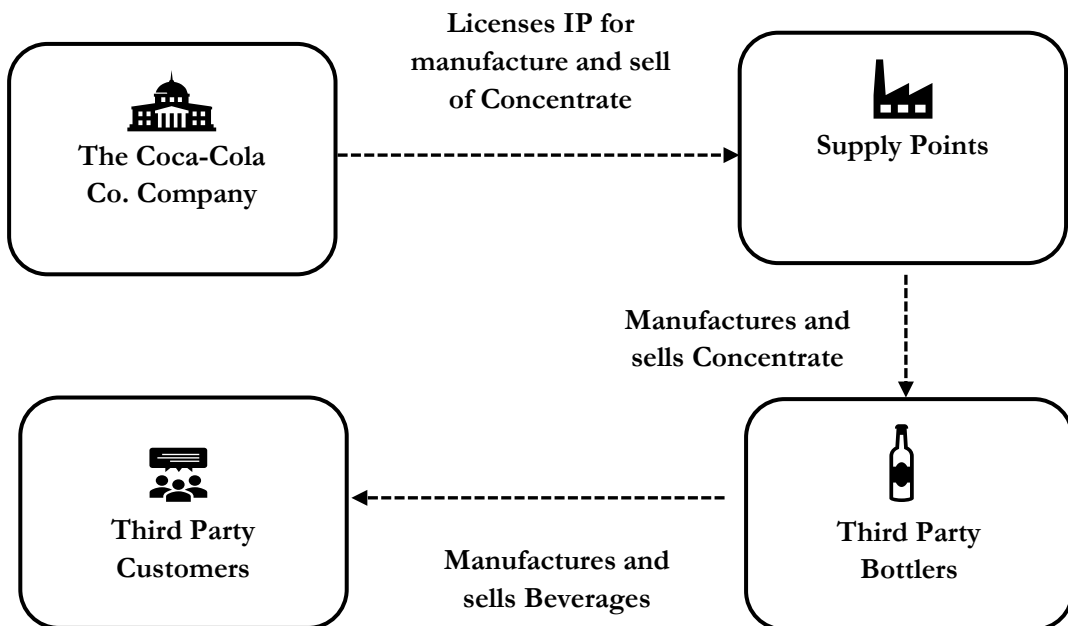 Licenses IP for
manufacture and sell
of Concentrate
The Coca-Cola
Co. Company
Supply Points
Manufactures and
sells Concentrate
Third Party
Customers
Manufactures and
sells Beverages
Third Party
Bottlers